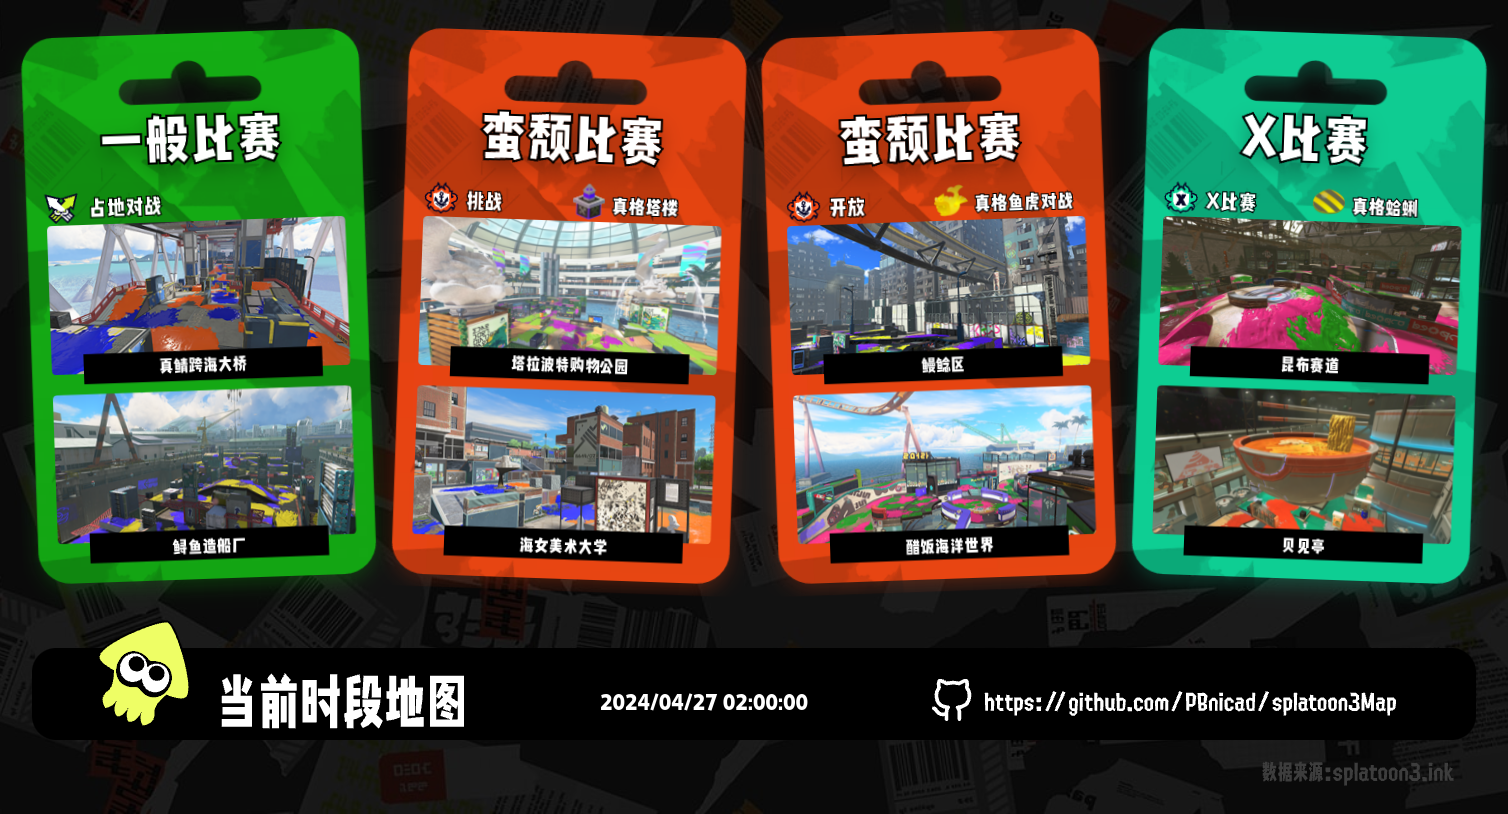 一般比赛
占地对战
真鲭跨海大桥
鲟鱼造船厂
蛮颓比赛
挑战
真格塔楼
塔拉波特购物公园
海女美术大学
蛮颓比赛
开放
真格鱼虎对战
鳗鲶区
醋饭海洋世界
X比赛
X比赛
真格蛤蜊
昆布赛道
贝见亭
当前时段地图
2024/04/27 02:00:00
https://github.com/PBnicad/splatoon3Map
数据来源:splatoon3.ink